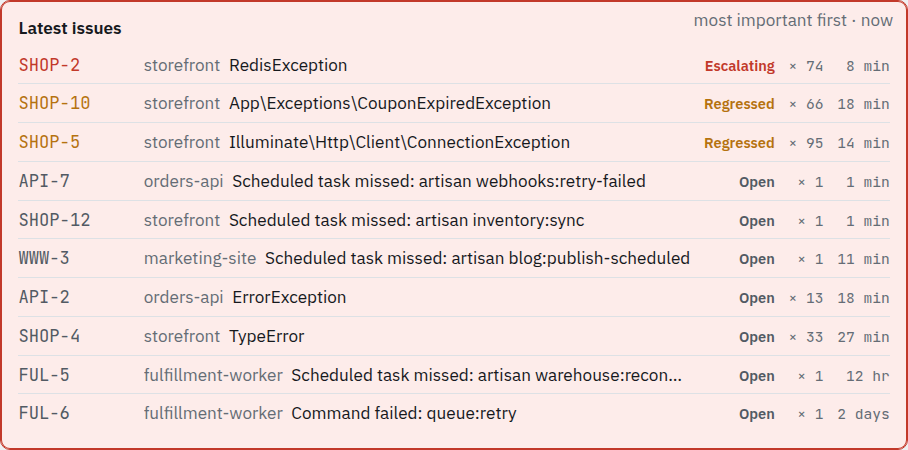 Latest issues most important first · now
SHOP-2 storefront RedisException Escalating × 74 8 min
SHOP-10 storefront App\Exceptions\CouponExpiredException Regressed × 66 18 min
SHOP-5 storefront Illuminate\Http\Client\ConnectionException Regressed × 95 14 min
API-7 orders-api Scheduled task missed: artisan webhooks:retry-failed Open × 1 1 min
SHOP-12 storefront Scheduled task missed: artisan inventory:sync Open × 1 1 min
WWW-3 marketing-site Scheduled task missed: artisan blog:publish-scheduled Open × 1 11 min
API-2 orders-api ErrorException Open × 13 18 min
SHOP-4 storefront TypeError Open × 33 27 min
FUL-5 fulfillment-worker Scheduled task missed: artisan warehouse:recon… Open × 1 12 hr
FUL-6 fulfillment-worker Command failed: queue:retry Open × 1 2 days